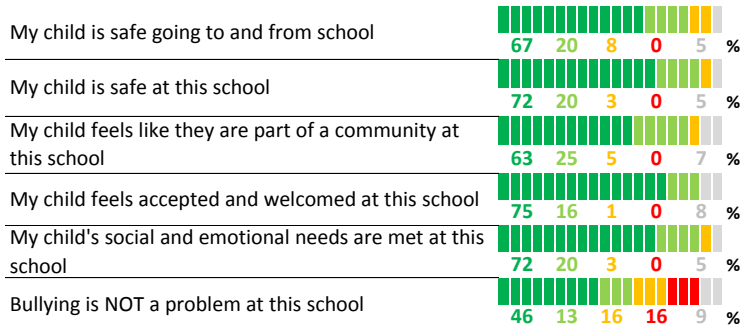 My child is safe going to and from school
67 20 8 0 5 %
My child is safe at this school
72 20 3 0 5 %
My child feels like they are part of a community at
this school
63 25 5 0 7 %
My child feels accepted and welcomed at this school
75 16 1 0 8 %
My child's social and emotional needs are met at this
school
72 20 3 0 5 %
Bullying is NOT a problem at this school
46 13 16 16 9 %